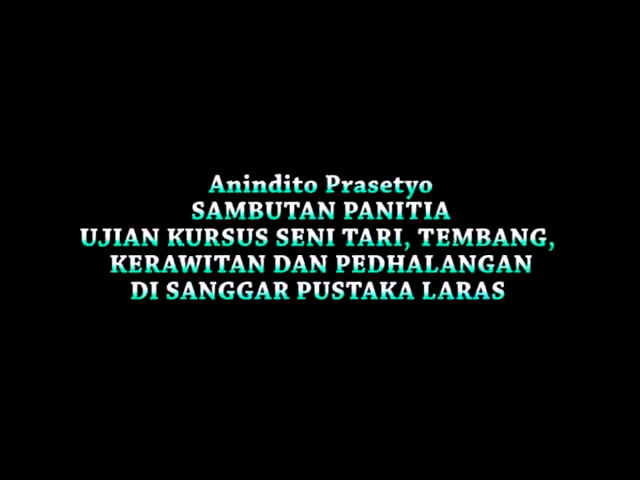 Anindito Prasetyo
SAMBUTAN PANITIA
UJIAN KURSUS SENI TARI, TEMBANG,
KERAWITAN DAN PEDHALANGAN
DI SANGGAR PUSTAKA LARAS